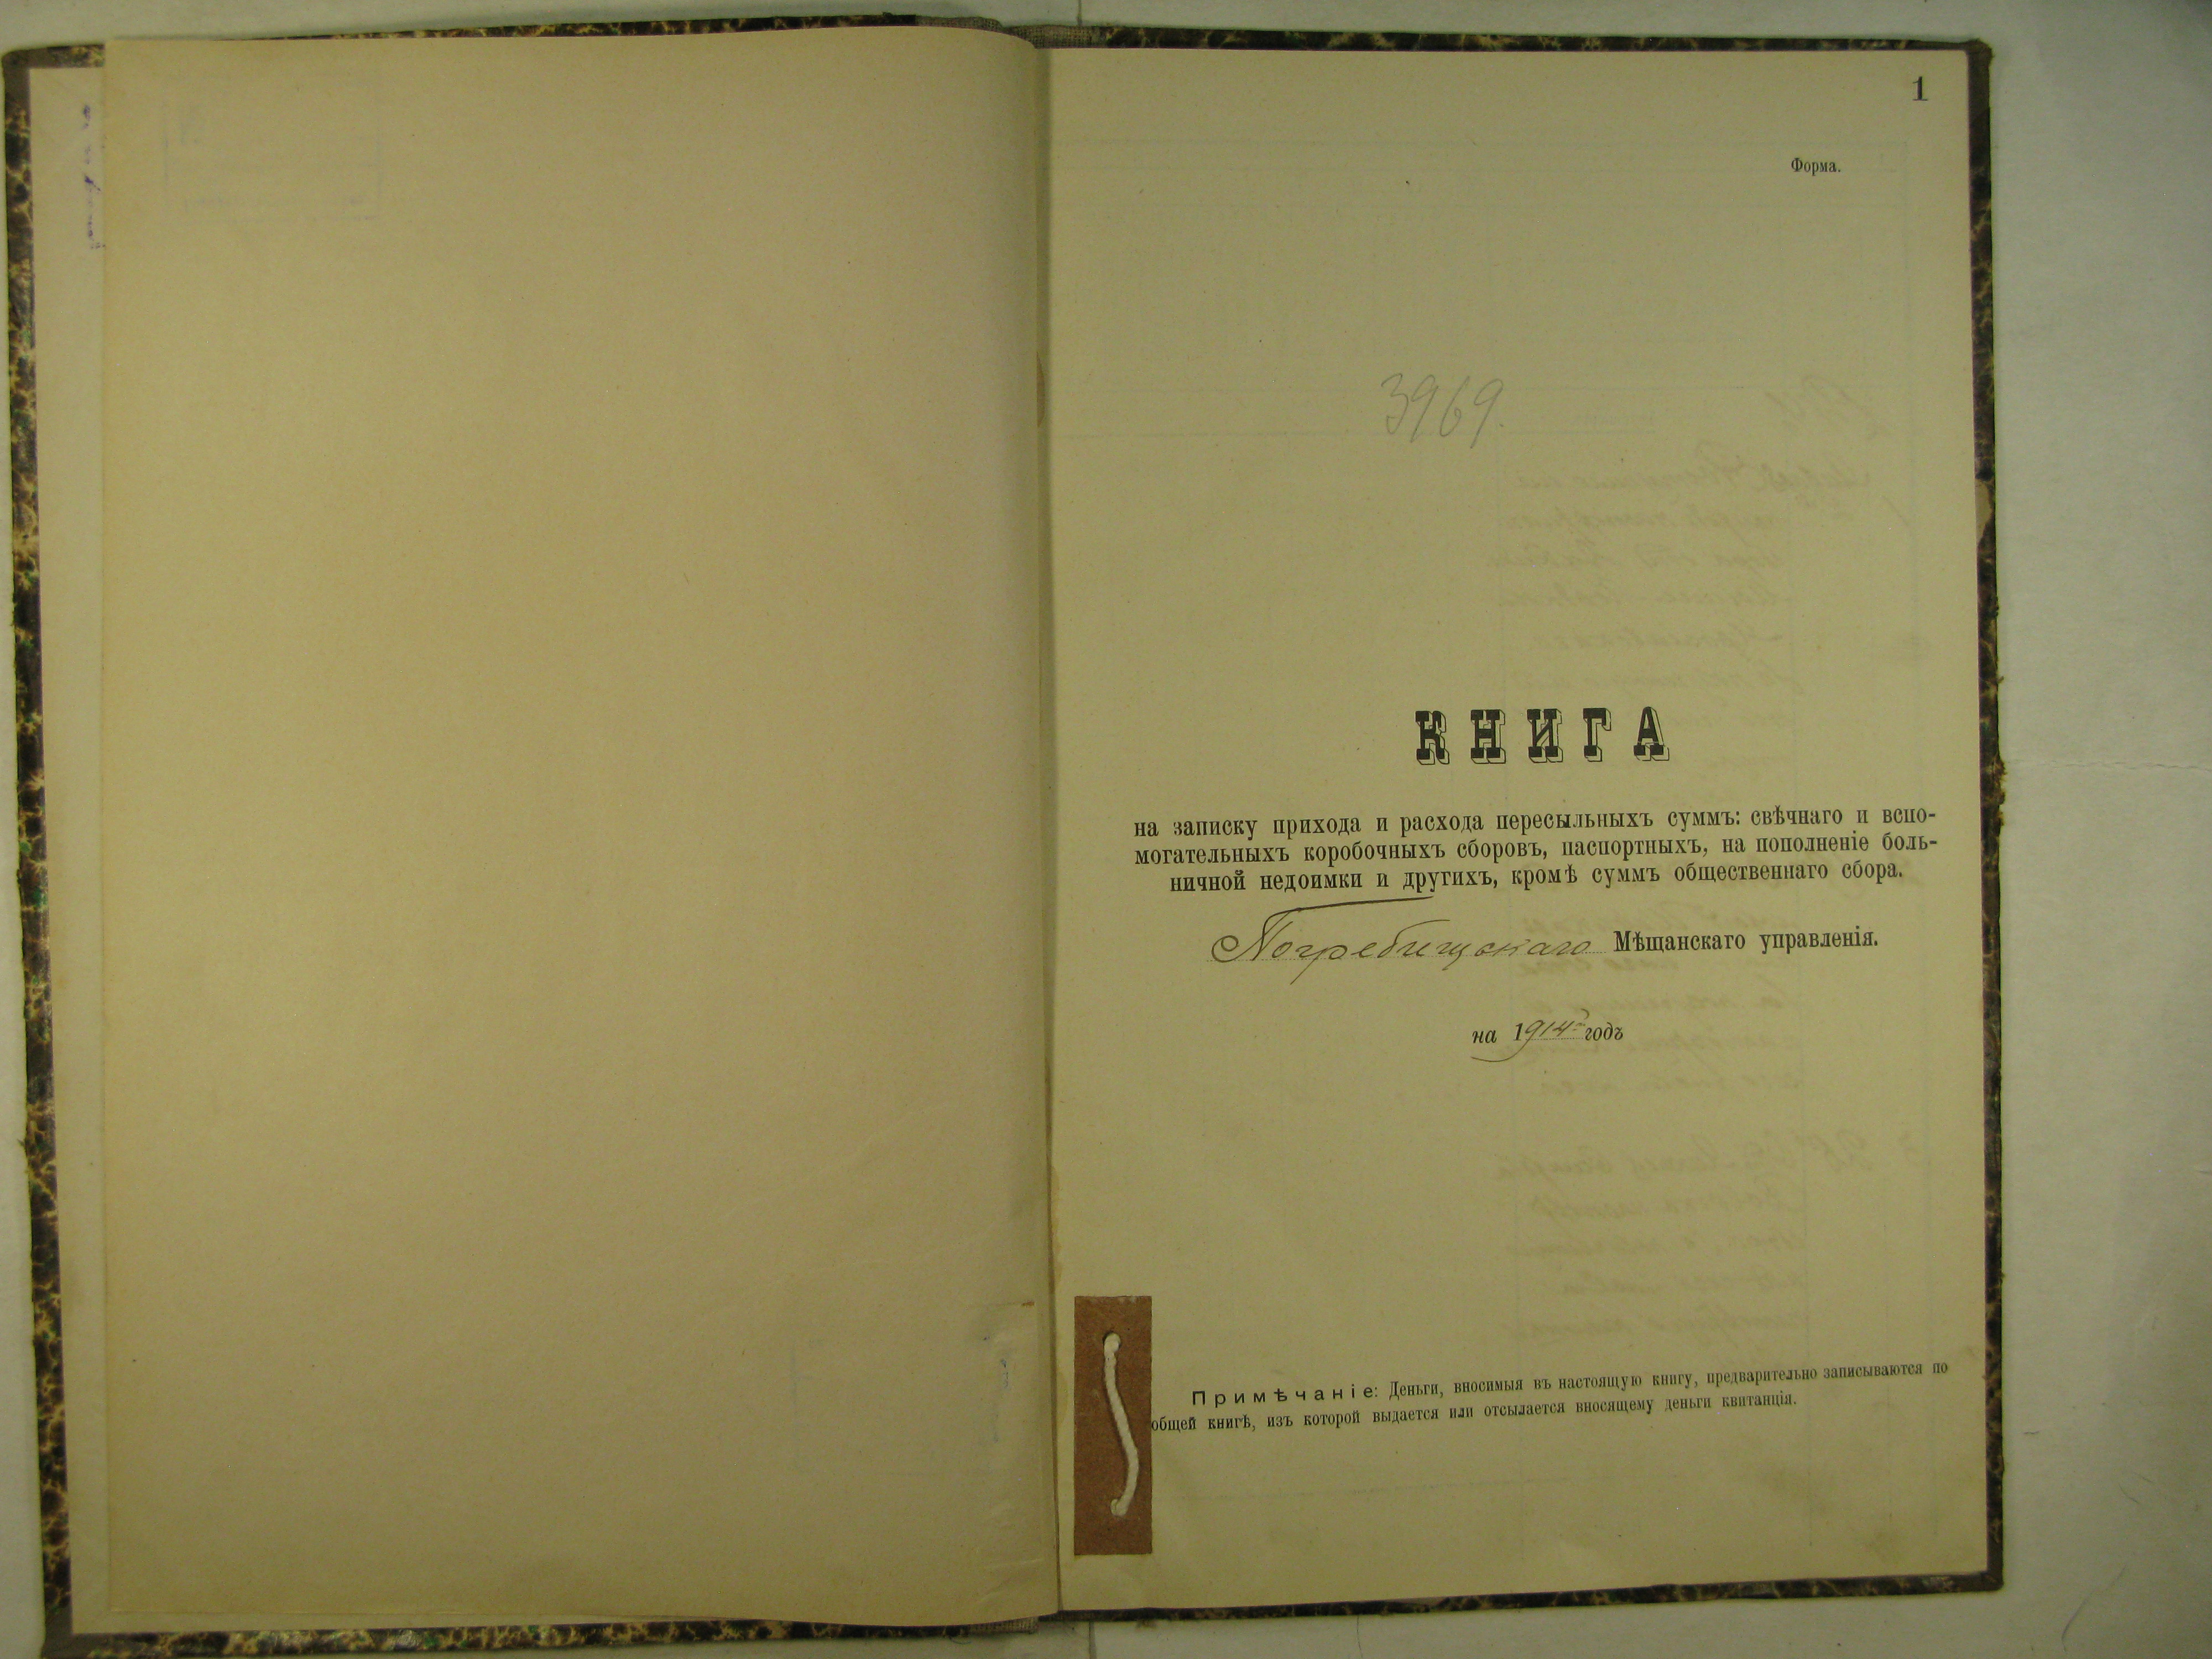 1
Форма.
3969.
КНИГА
на записку прихода и расхода пересыльныхъ суммъ: свѣчнаго и вспо-
могательныхъ коробочныхъ сборовъ, паспортныхъ, на пополненіе боль-
ничной недоимки и другихъ, кромѣ суммъ общественнаго сбора.
Погребищскаго Мѣщанскаго управленія.
на 1914 годъ
Примѣчаніе: Деньги, вносимыя въ настоящую книгу, предварительно записываются по
общей книгѣ, изъ которой выдается или отсылается вносящему деньги квитанція.